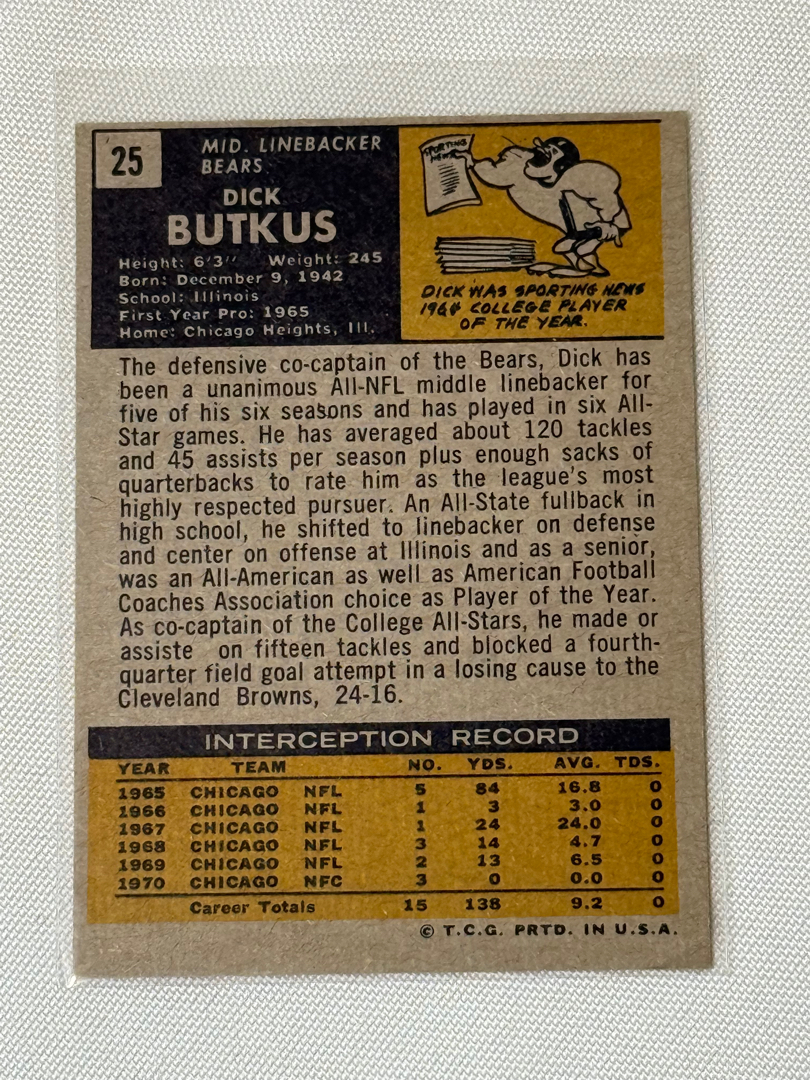 25
MID. LINEBACKER
BEARS
DICK
BUTKUS
Height: 6'3" Weight: 245
Born: December 9, 1942
School: Illinois
First Year Pro: 1965
Home: Chicago Heights, Ill.
SPORTING
NEWS
DICK WAS SPORTING NEWS
1964 COLLEGE PLAYER
OF THE YEAR.
The defensive co-captain of the Bears, Dick has
been a unanimous All-NFL middle linebacker for
five of his six seasons and has played in six All-
Star games. He has averaged about 120 tackles
and 45 assists per season plus enough sacks of
quarterbacks to rate him as the league's most
highly respected pursuer. An All-State fullback in
high school, he shifted to linebacker on defense
and center on offense at Illinois and as a senior,
was an All-American as well as American Football
Coaches Association choice as Player of the Year.
As co-captain of the College All-Stars, he made or
assiste on fifteen tackles and blocked a fourth-
quarter field goal attempt in a losing cause to the
Cleveland Browns, 24-16.
INTERCEPTION RECORD
YEAR TEAM NO. YDS. AVG. TDS.
1965 CHICAGO NFL 5 84 16.8 0
1966 CHICAGO NFL 1 3 3.0 0
1967 CHICAGO NFL 1 24 24.0 0
1968 CHICAGO NFL 3 14 4.7 0
1969 CHICAGO NFL 2 13 6.5 0
1970 CHICAGO NFC 3 0 0.0 0
Career Totals 15 138 9.2 0
© T.C.G. PRTD. IN U.S.A.